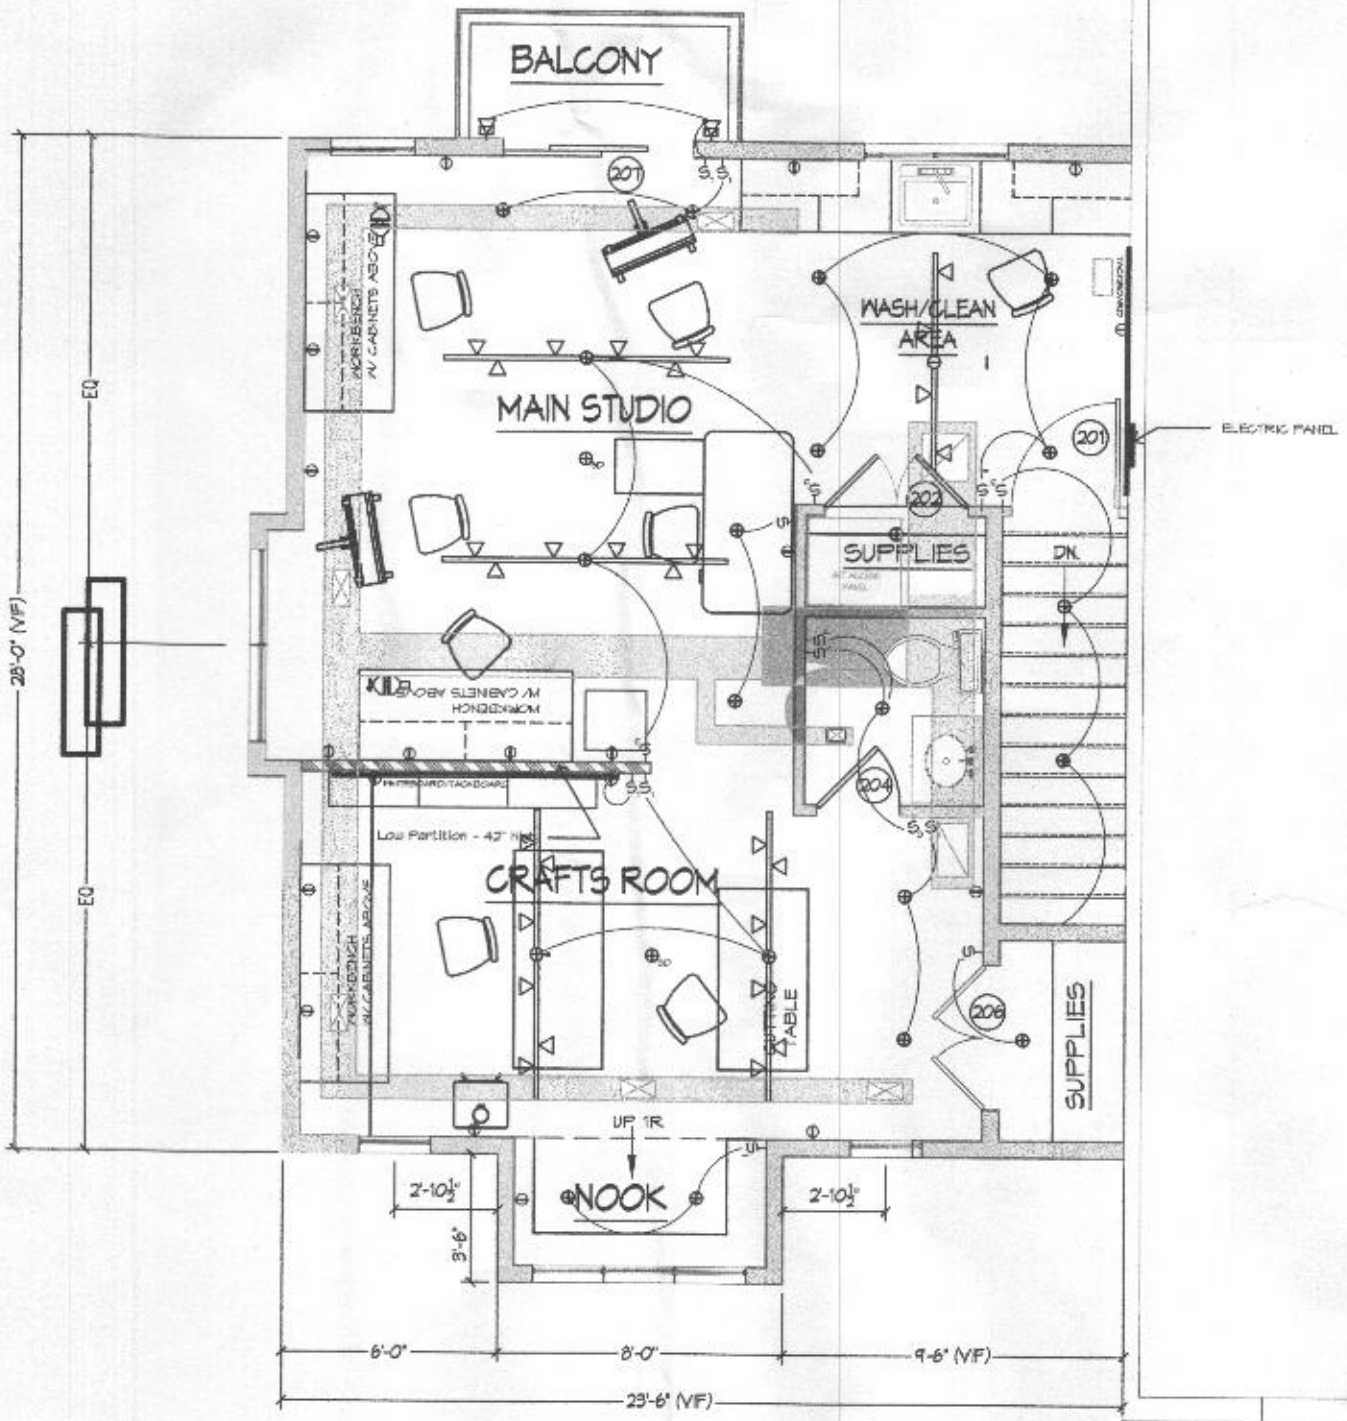 BALCONY
207
WORKBENCH
W/ CABINETS ABOVE
WASH/CLEAN
AREA
MAIN STUDIO
201
ELECTRIC PANEL
202
SUPPLIES
DN.
EQ
28'-0" (VIF)
WORKBENCH
W/ CABINETS ABOVE
204
Low Partition - 42"
CRAFTS ROOM
EQ
WORKBENCH
W/ CABINETS ABOVE
CUTTING
TABLE
206
SUPPLIES
UP 1R
NOOK
2'-10½"
2'-10½"
3'-6"
6'-0"
8'-0"
9'-6" (VIF)
23'-6" (VIF)